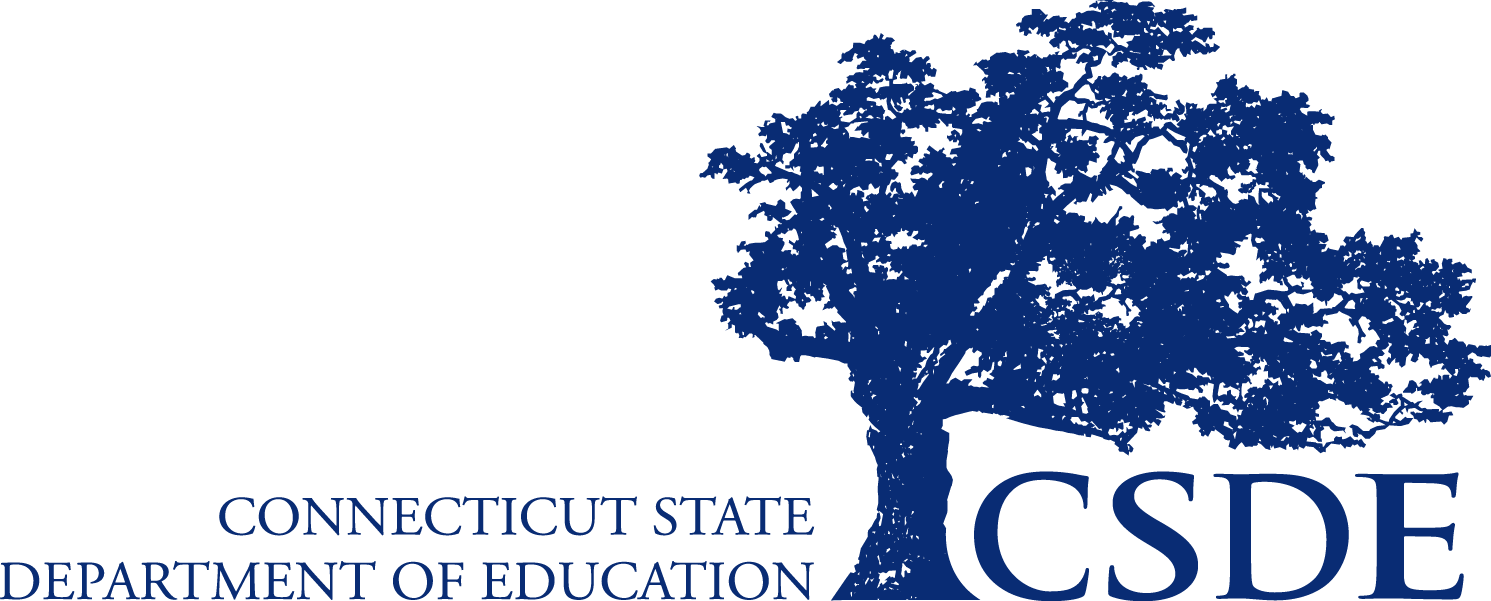 CONNECTICUT STATE
DEPARTMENT OF EDUCATION
CSDE